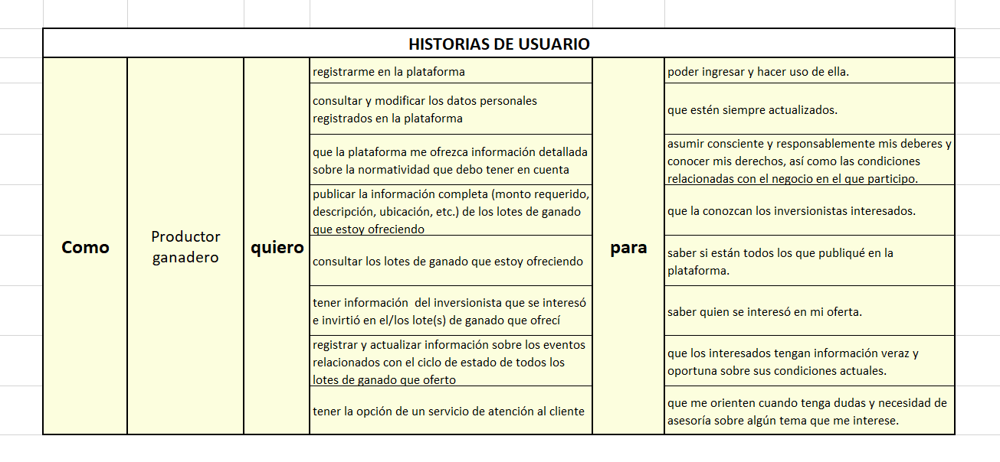 HISTORIAS DE USUARIO
Como
Productor
ganadero
quiero
registrarme en la plataforma
para
poder ingresar y hacer uso de ella.
consultar y modificar los datos personales
registrados en la plataforma
que estén siempre actualizados.
que la plataforma me ofrezca información detallada
sobre la normatividad que debo tener en cuenta
asumir consciente y responsablemente mis deberes y
conocer mis derechos, así como las condiciones
relacionadas con el negocio en el que participo.
publicar la información completa (monto requerido,
descripción, ubicación, etc.) de los lotes de ganado
que estoy ofreciendo
que la conozcan los inversionistas interesados.
consultar los lotes de ganado que estoy ofreciendo
saber si están todos los que publiqué en la
plataforma.
tener información  del inversionista que se interesó
e invirtió en el/los lote(s) de ganado que ofrecí
saber quien se interesó en mi oferta.
registrar y actualizar información sobre los eventos
relacionados con el ciclo de estado de todos los
lotes de ganado que oferto
que los interesados tengan información veraz y
oportuna sobre sus condiciones actuales.
tener la opción de un servicio de atención al cliente
que me orienten cuando tenga dudas y necesidad de
asesoría sobre algún tema que me interese.